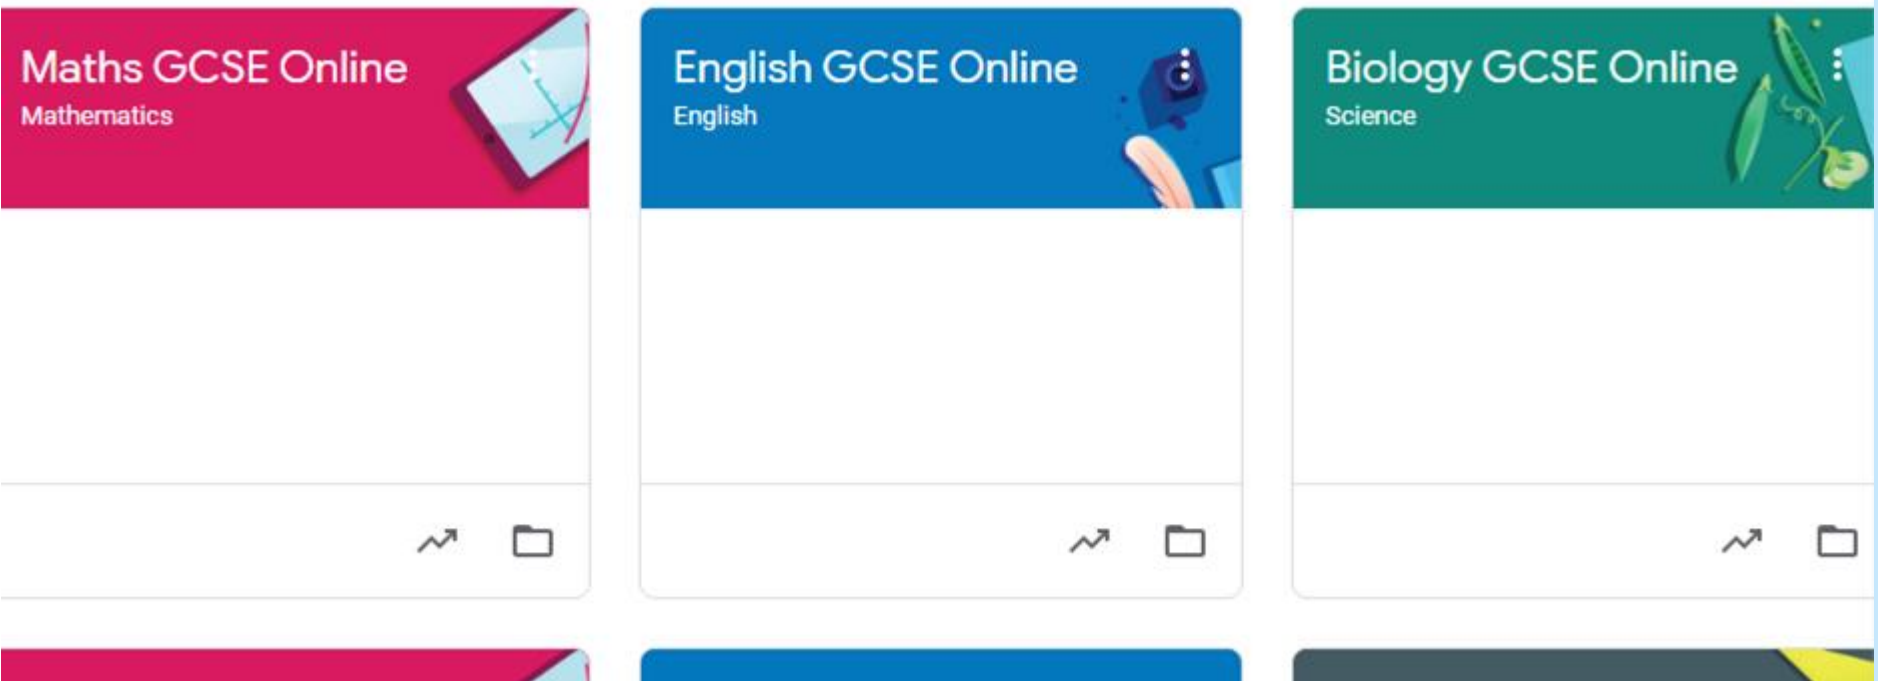 Maths GCSE Online
Mathematics
English GCSE Online
English
Biology GCSE Online
Science